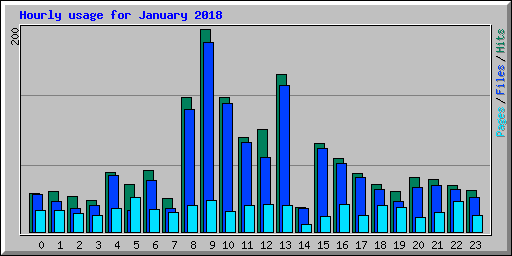 Hourly usage for January 2018
200
Pages/Files/Hits
0 1 2 3 4 5 6 7 8 9 10 11 12 13 14 15 16 17 18 19 20 21 22 23